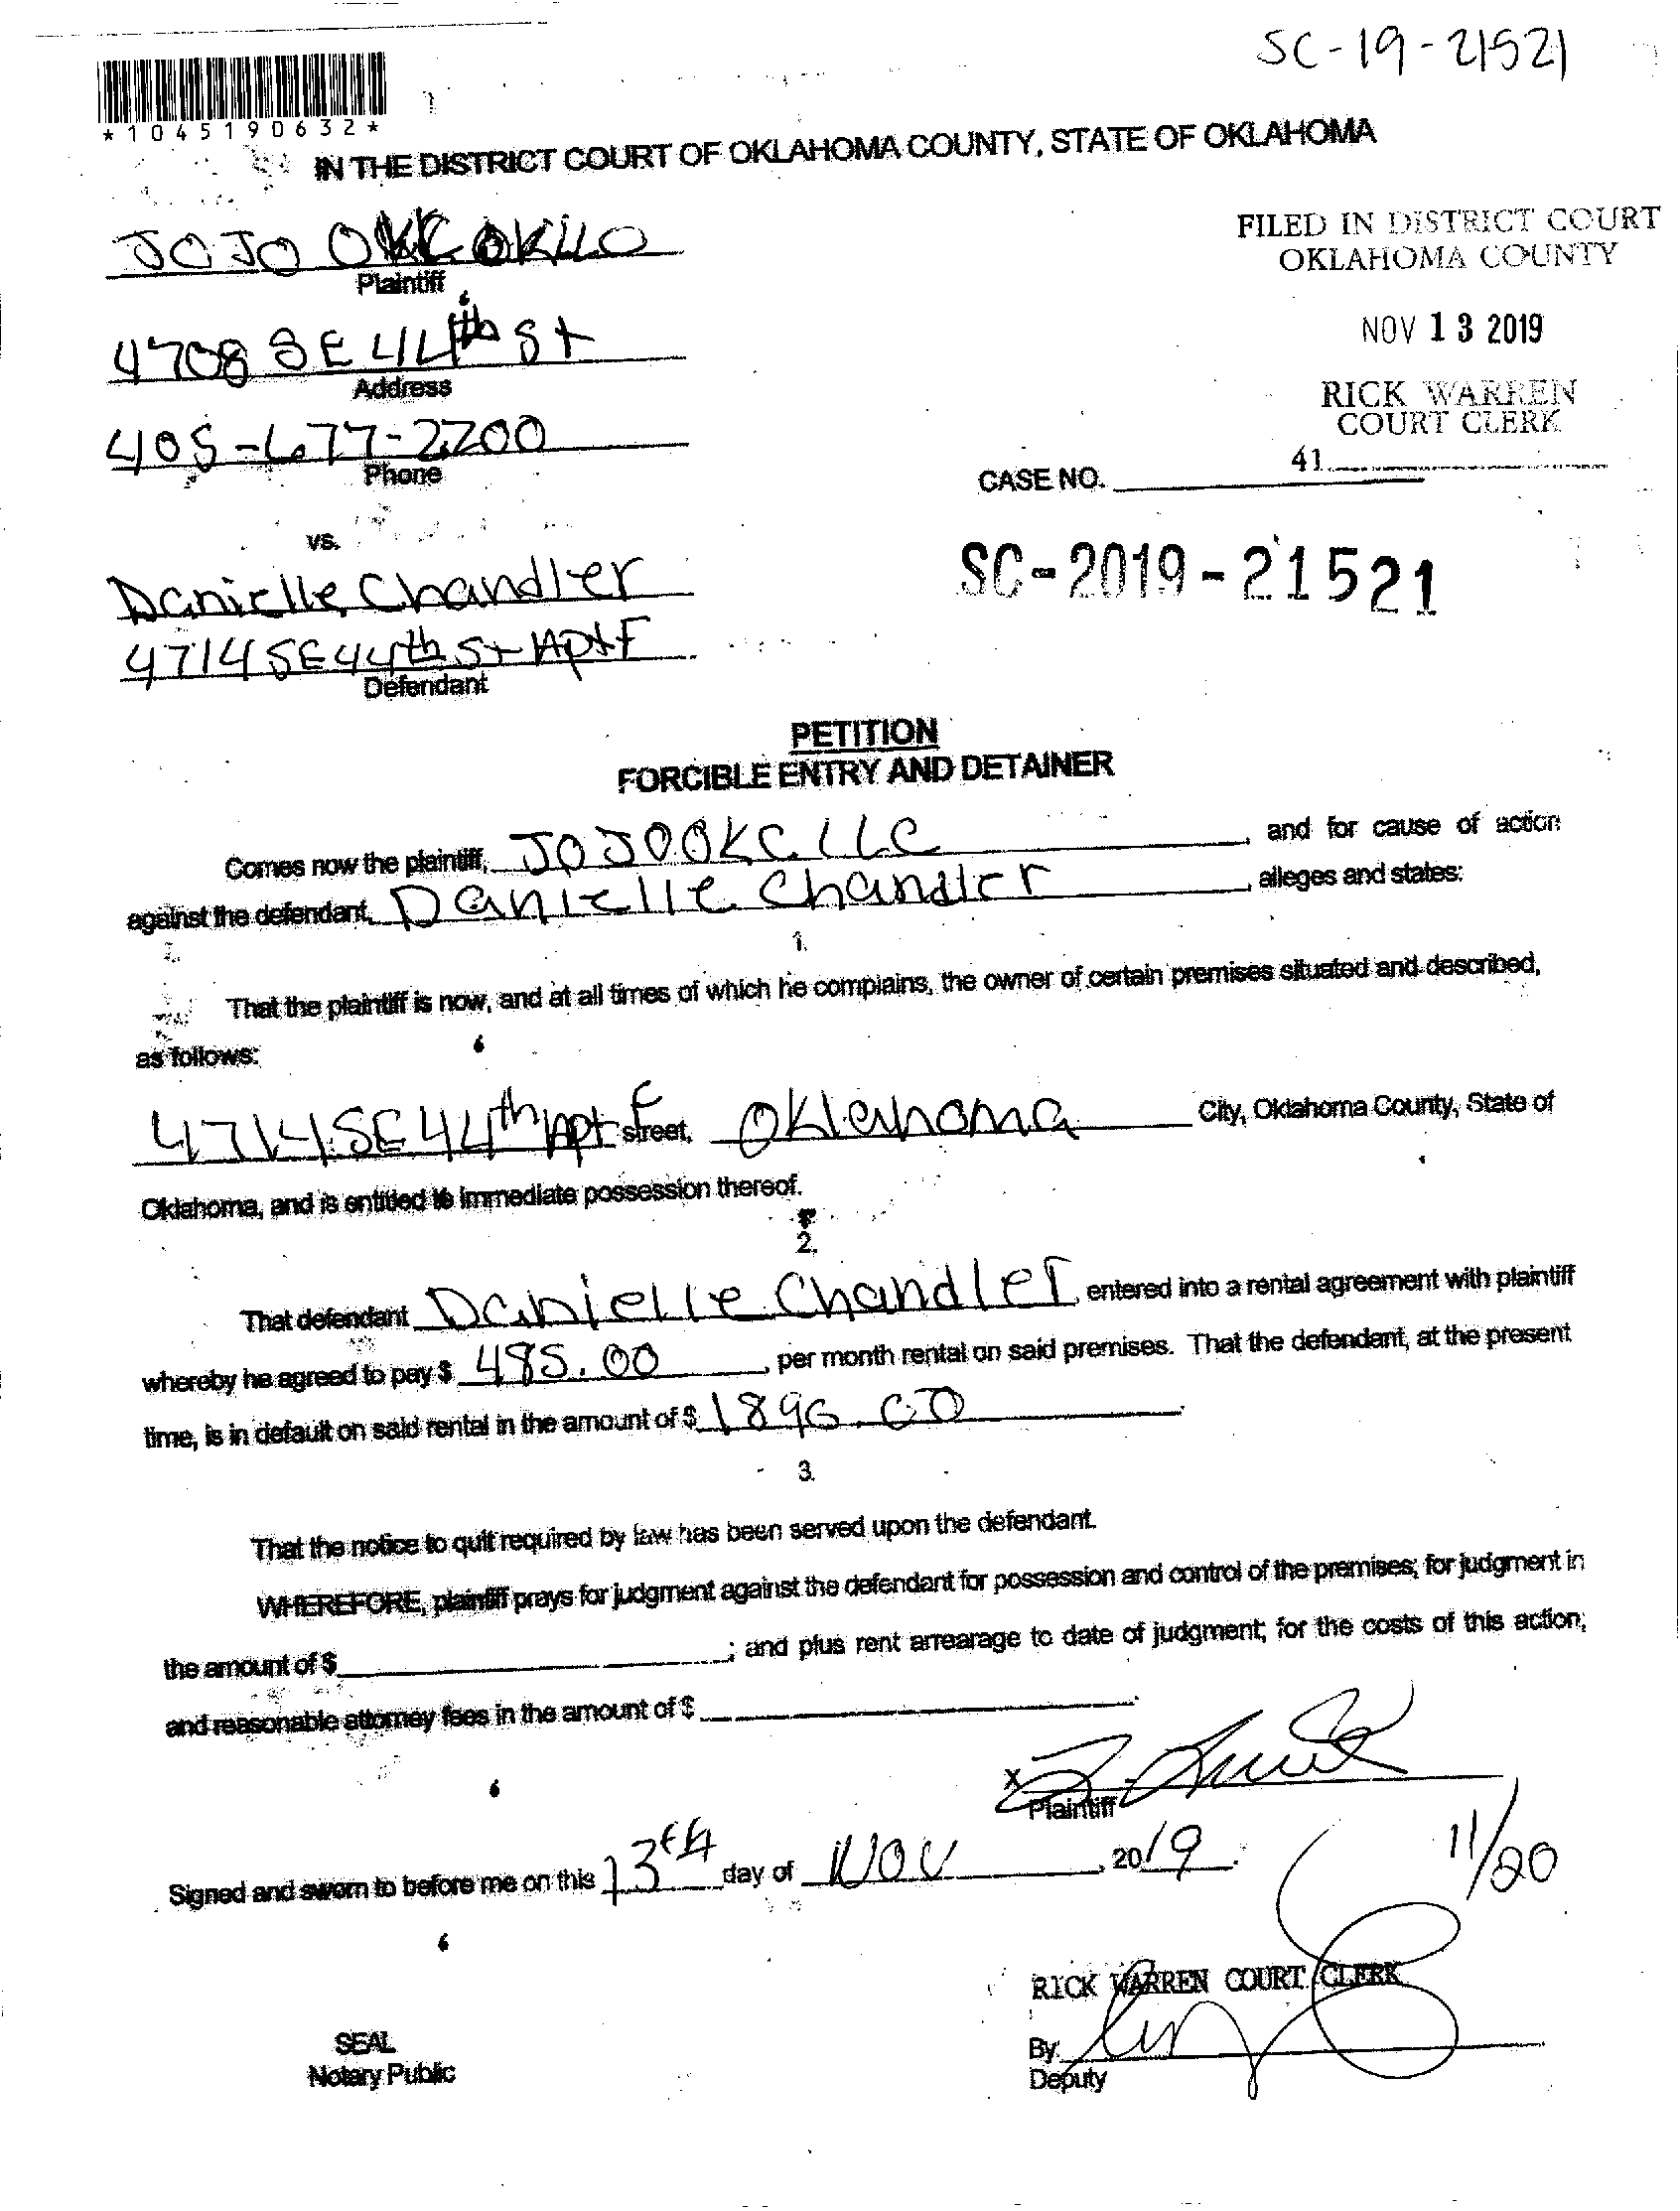 SC-19-21521
*1045190632*
IN THE DISTRICT COURT OF OKLAHOMA COUNTY, STATE OF OKLAHOMA
JOJO
Plaintiff
4708 SE 44th St
Address
405-677-2200
Phone
vs.
Danielle Chandler
4714 SE 44th St Apt F
Defendant
FILED IN DISTRICT COURT
OKLAHOMA COUNTY
NOV 13 2019
RICK WARREN
COURT CLERK
41
CASE NO.
SC-2019-21521
PETITION
FORCIBLE ENTRY AND DETAINER
Comes now the plaintiff, JOJOOKC LLC, and for cause of action
against the defendant, Danielle Chandler, alleges and states:
1.
That the plaintiff is now, and at all times of which he complains, the owner of certain premises situated and described,
as follows:
4714 SE 44th Apt F street, Oklahoma City, Oklahoma County, State of
Oklahoma, and is entitled to immediate possession thereof.
2.
That defendant Danielle Chandler entered into a rental agreement with plaintiff
whereby he agreed to pay $ 485.00, per month rental on said premises. That the defendant, at the present
time, is in default on said rental in the amount of $ 1896.00.
3.
That the notice to quit required by law has been served upon the defendant.
WHEREFORE, plaintiff prays for judgment against the defendant for possession and control of the premises; for judgment in
the amount of $; and plus rent arrearage to date of judgment; for the costs of this action;
and reasonable attorney fees in the amount of $.
X
Plaintiff
Signed and sworn to before me on this 13th day of NOV, 2019.
11/20
RICK WARREN COURT CLERK
By:
Deputy
SEAL
Notary Public